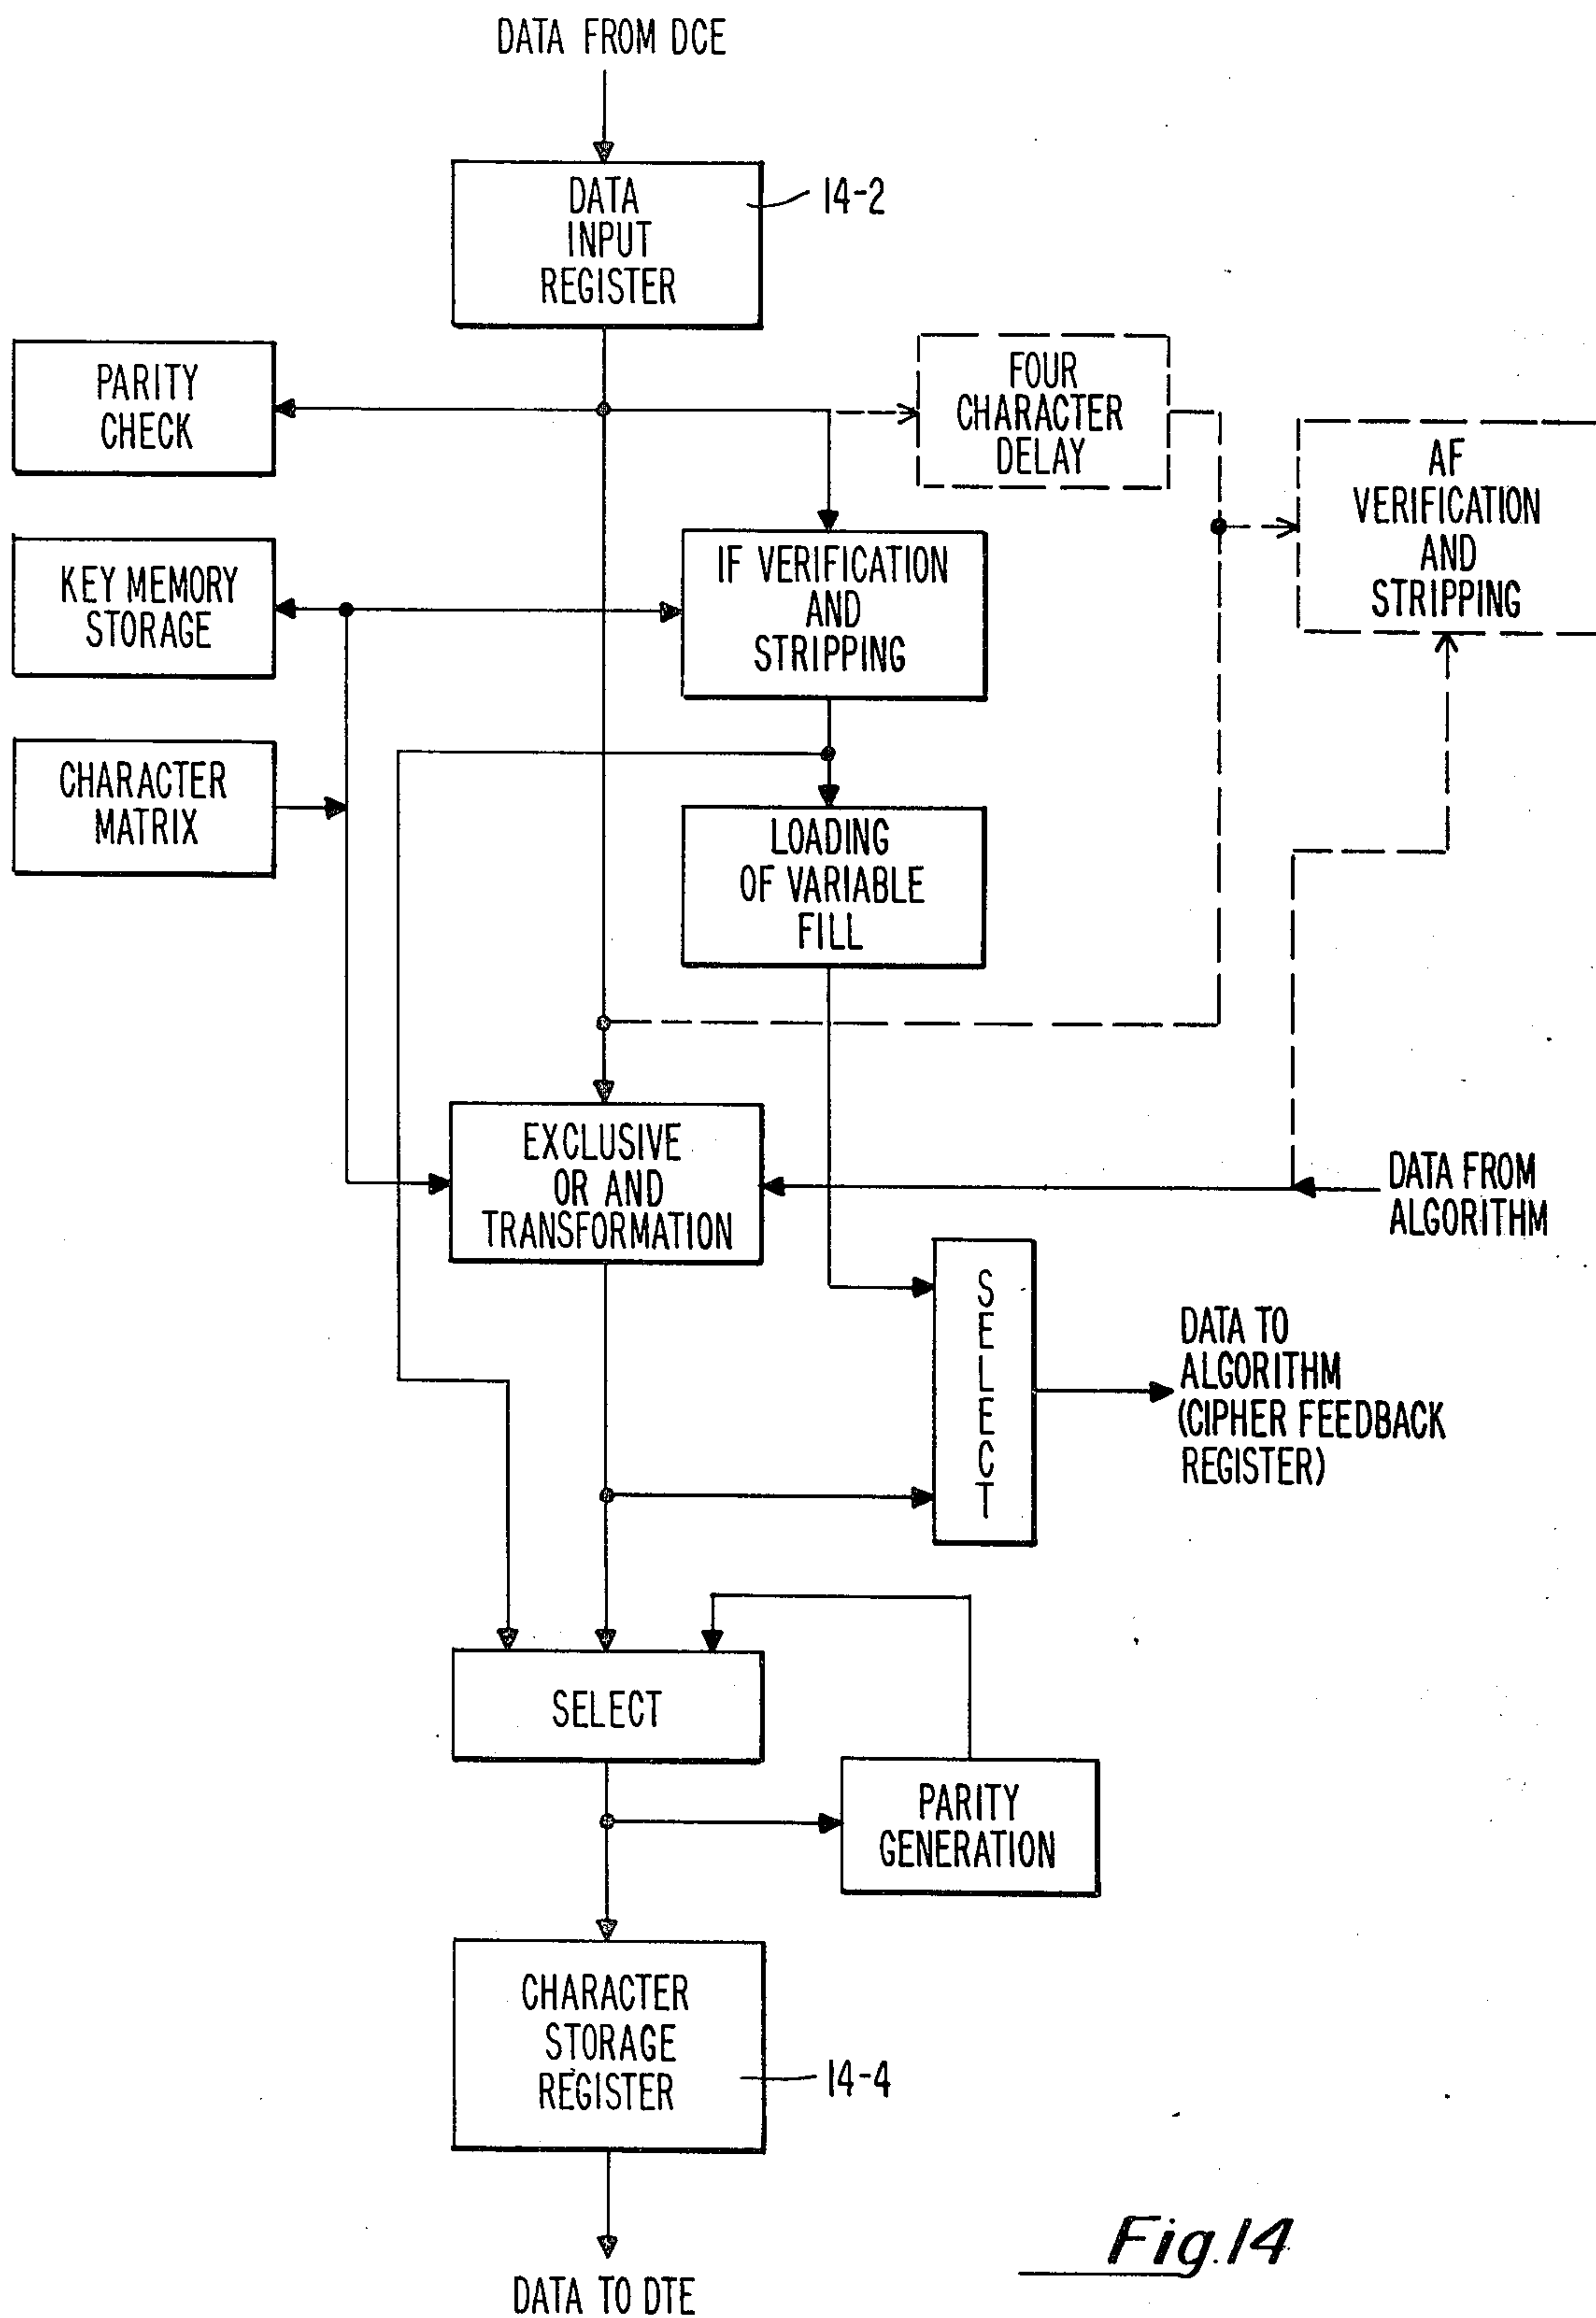 DATA FROM DCE
DATA
INPUT
REGISTER
14-2
PARITY
CHECK
FOUR
CHARACTER
DELAY
AF
VERIFICATION
AND
STRIPPING
KEY MEMORY
STORAGE
IF VERIFICATION
AND
STRIPPING
CHARACTER
MATRIX
LOADING
OF VARIABLE
FILL
EXCLUSIVE
OR AND
TRANSFORMATION
DATA FROM
ALGORITHM
SELECT
DATA TO
ALGORITHM
(CIPHER FEEDBACK
REGISTER)
SELECT
PARITY
GENERATION
CHARACTER
STORAGE
REGISTER
14-4
DATA TO DTE
Fig.14